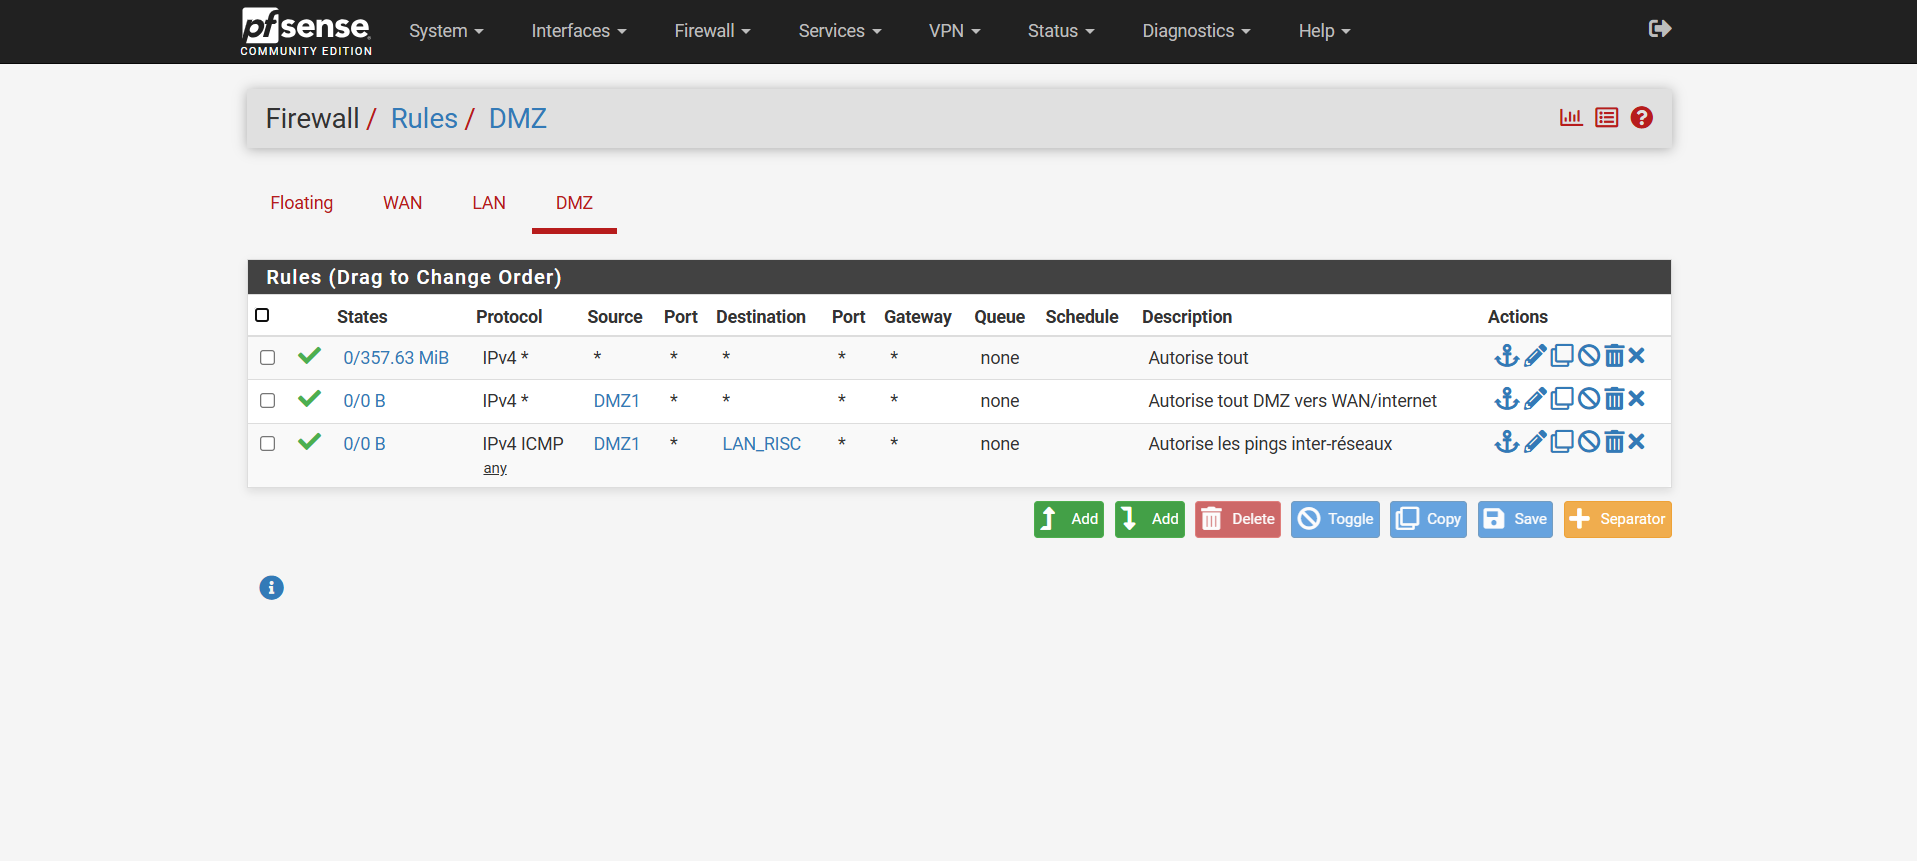 pfsense System Interfaces Firewall Services VPN Status Diagnostics Help
COMMUNITY EDITION
Firewall / Rules / DMZ
Floating WAN LAN DMZ
Rules (Drag to Change Order)
States Protocol Source Port Destination Port Gateway Queue Schedule Description Actions
0/357.63 MiB IPv4 * * * * * * none Autorise tout
0/0 B IPv4 * DMZ1 * * * * none Autorise tout DMZ vers WAN/internet
0/0 B IPv4 ICMP DMZ1 * LAN_RISC * * none Autorise les pings inter-réseaux
any
Add Add Delete Toggle Copy Save Separator